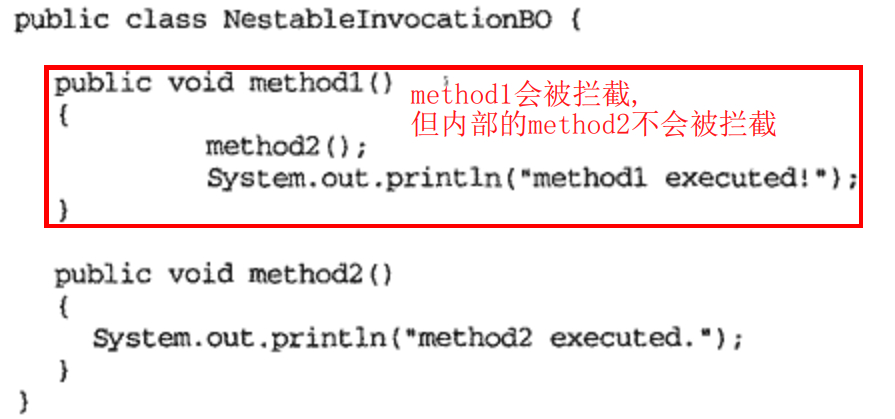 public class NestableInvocationBO {
public void method1()
method1会被拦截,
{
但内部的method2不会被拦截
method2();
System.out.println("method1 executed!");
}
public void method2()
{
System.out.println("method2 executed.");
}
}